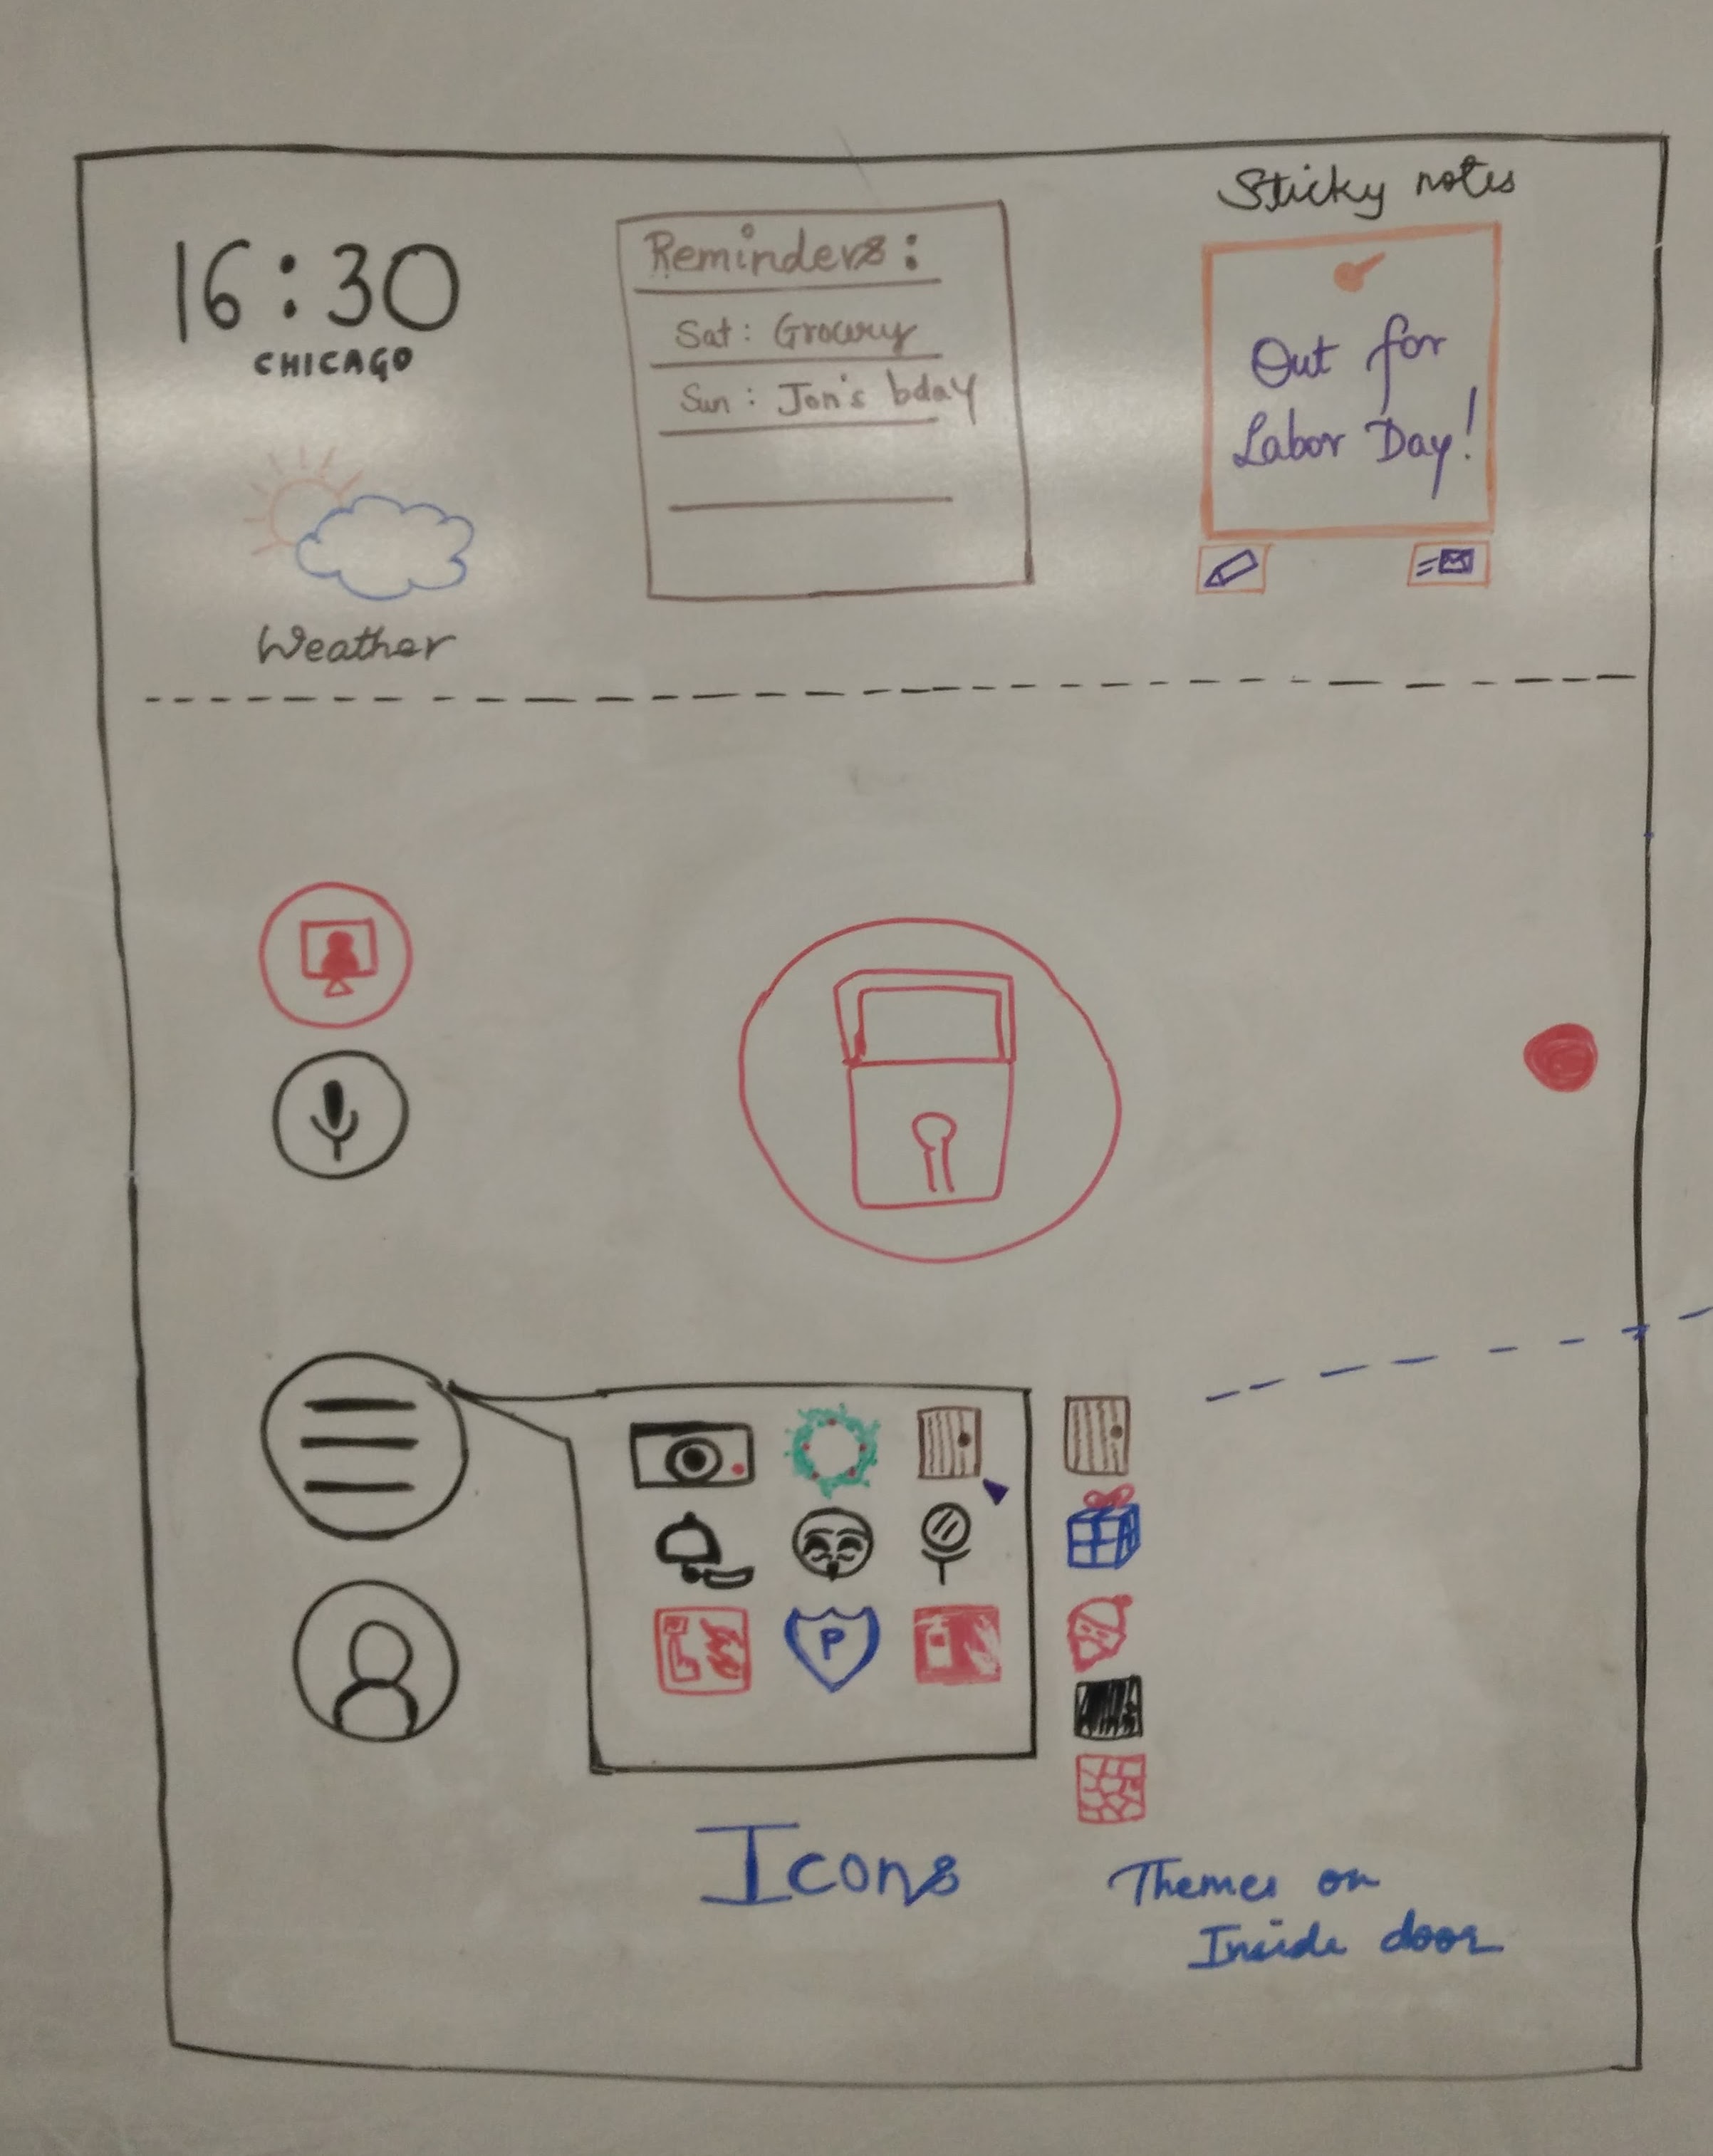 16:30
CHICAGO
Weather
Reminders:
Sat: Grocery
Sun: Jon's bday
Sticky notes
Out for
Labor Day!
P
Icons
Themes on
Inside door